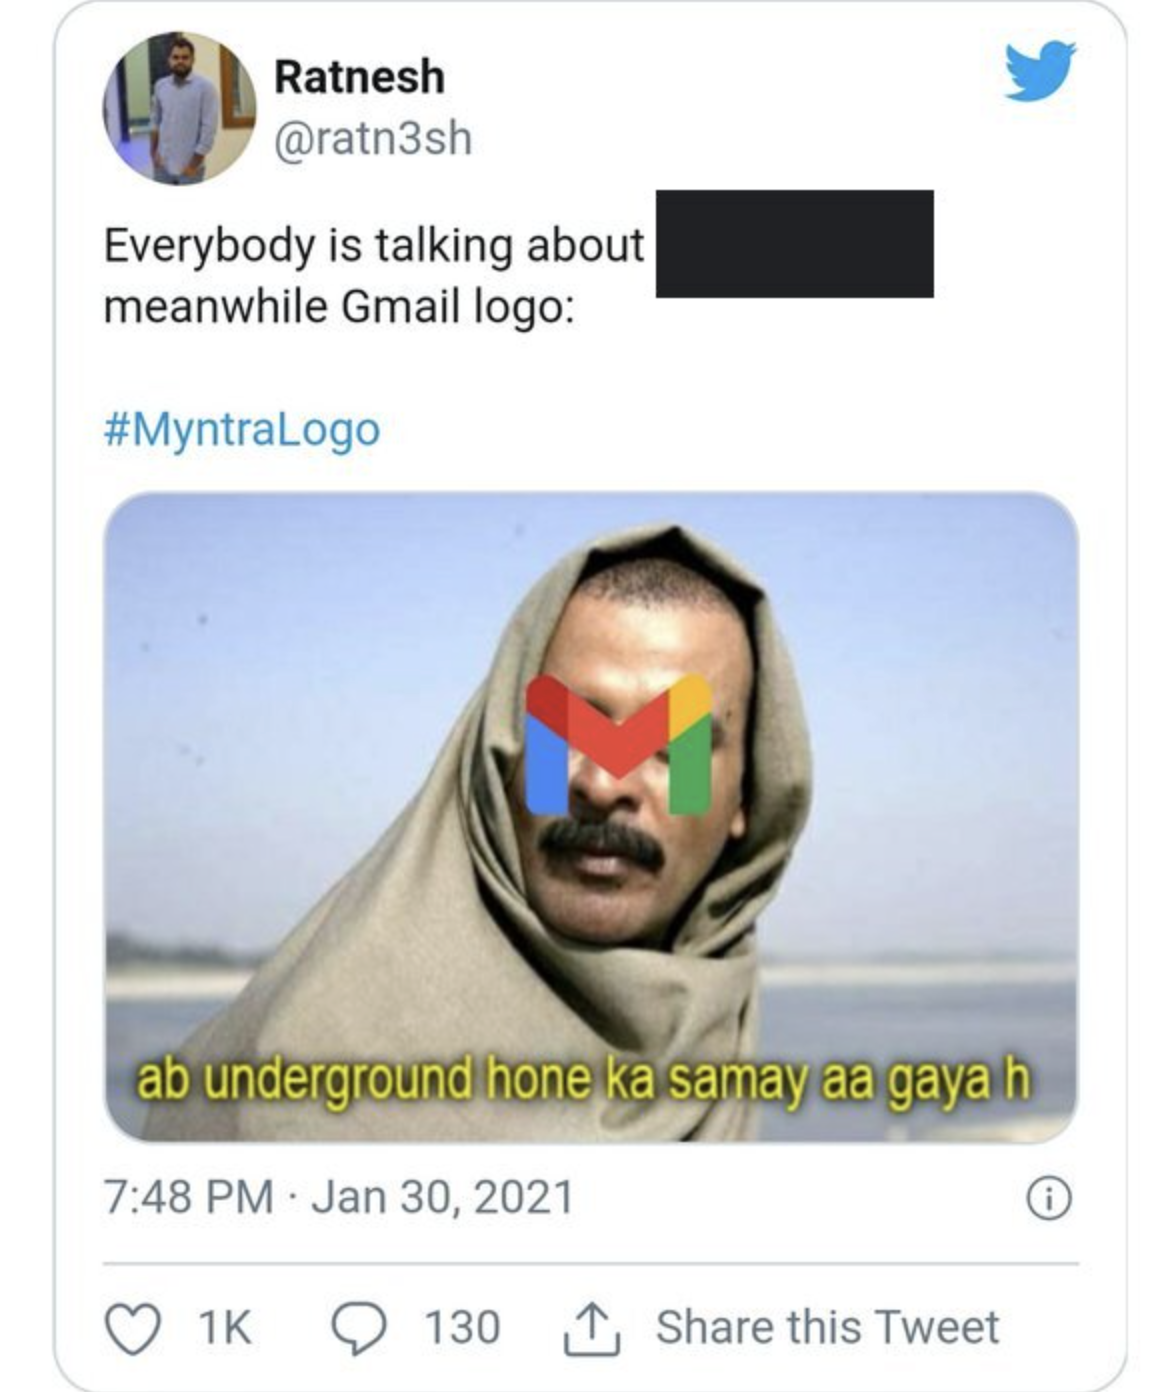 Ratnesh
@ratn3sh
Everybody is talking about
meanwhile Gmail logo:
#MyntraLogo
ab underground hone ka samay aa gaya h
7:48 PM · Jan 30, 2021
1K 130 Share this Tweet